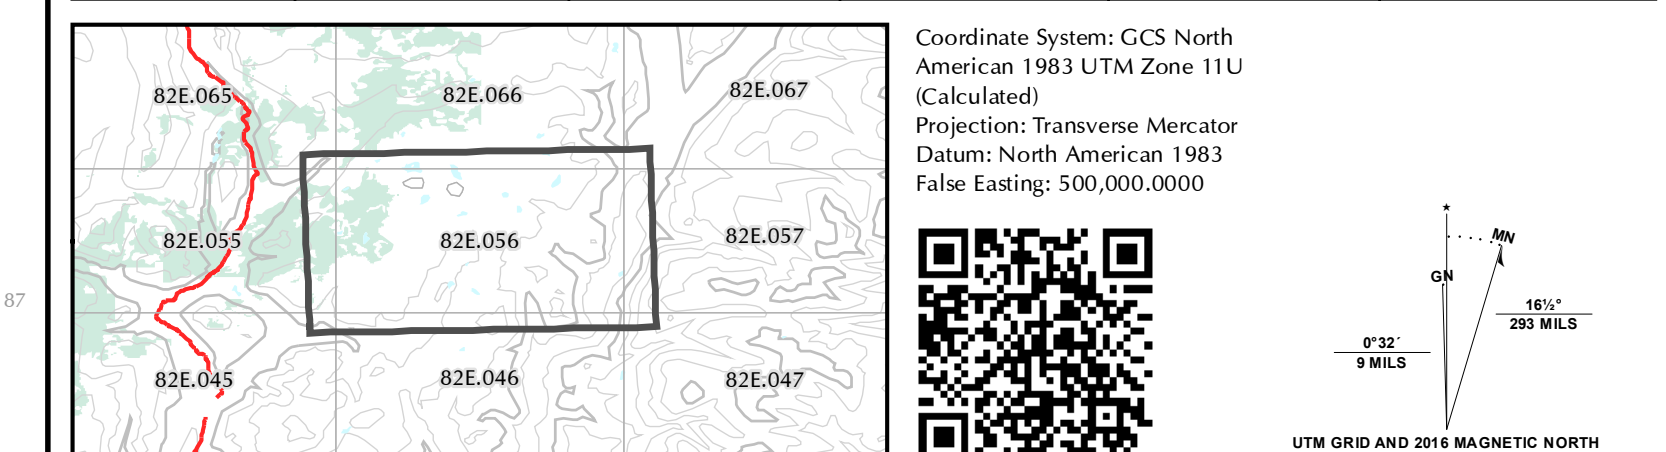 82E.065
82E.066
82E.067
82E.055
82E.056
82E.057
82E.045
82E.046
82E.047
87
Coordinate System: GCS North
American 1983 UTM Zone 11U
(Calculated)
Projection: Transverse Mercator
Datum: North American 1983
False Easting: 500,000.0000
MN
GN
16½°
293 MILS
0°32´
9 MILS
UTM GRID AND 2016 MAGNETIC NORTH